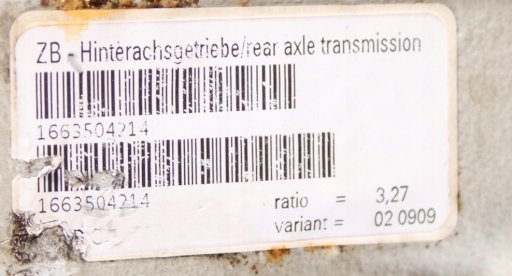 ZB - Hinterachsgetriebe/rear axle transmission
1663504214
1663504214
ratio = 3,27
variant = 02 0909